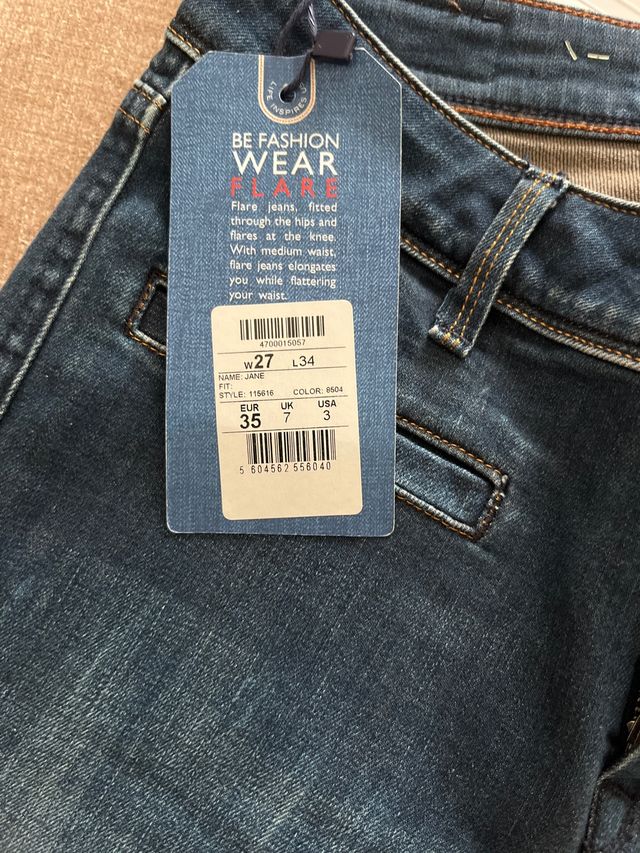 LIFE INSPIRES U
BE FASHION
WEAR
FLARE
Flare jeans, fitted
through the hips and
flares at the knee.
With medium waist,
flare jeans elongates
you while flattering
your waist.
4700015057
W27 L34
NAME: JANE
FIT:
STYLE: 115616 COLOR: 8504
EUR UK USA
35 7 3
5 604562 556040